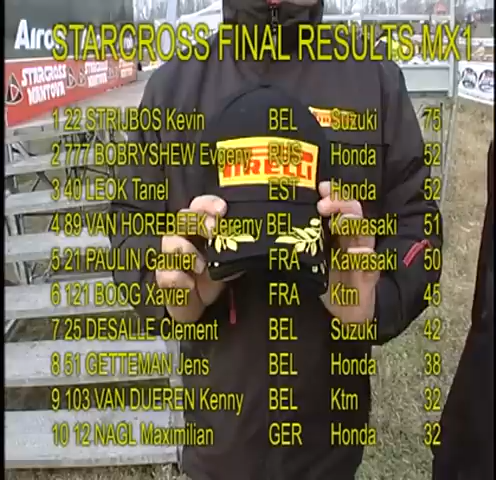 Airo
STARCROSS FINAL RESULTS MX1
STARCROSS
MANTOVA
1 22 STRIJBOS Kevin BEL Suzuki 75
2 777 BOBRYSHEW Evgeny RUS Honda 52
PIRELLI
3 40 LEOK Tanel EST Honda 52
4 89 VAN HOREBEEK Jeremy BEL Kawasaki 51
5 21 PAULIN Gautier FRA Kawasaki 50
6 121 BOOG Xavier FRA Ktm 45
7 25 DESALLE Clement BEL Suzuki 42
8 51 GETTEMAN Jens BEL Honda 38
9 103 VAN DUEREN Kenny BEL Ktm 32
10 12 NAGL Maximilian GER Honda 32